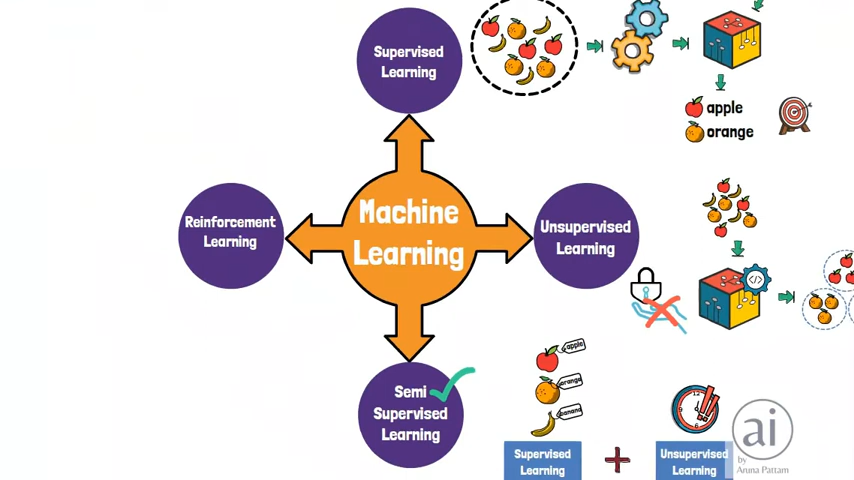 Supervised
Learning
apple
orange
Reinforcement
Learning
Machine
Learning
Unsupervised
Learning
apple
orange
banana
Semi
Supervised
Learning
Supervised
Learning
+
Unsupervised
Learning
ai
by
Aruna Pattam